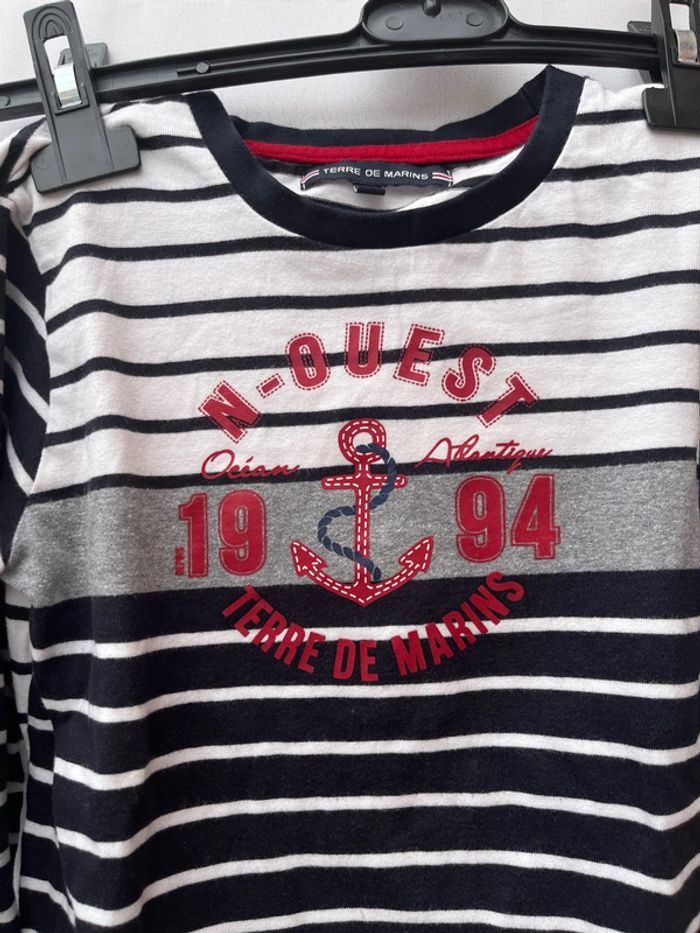 TERRE DE MARINS
N-OUEST
Océan Atlantique
19 94
TERRE DE MARINS